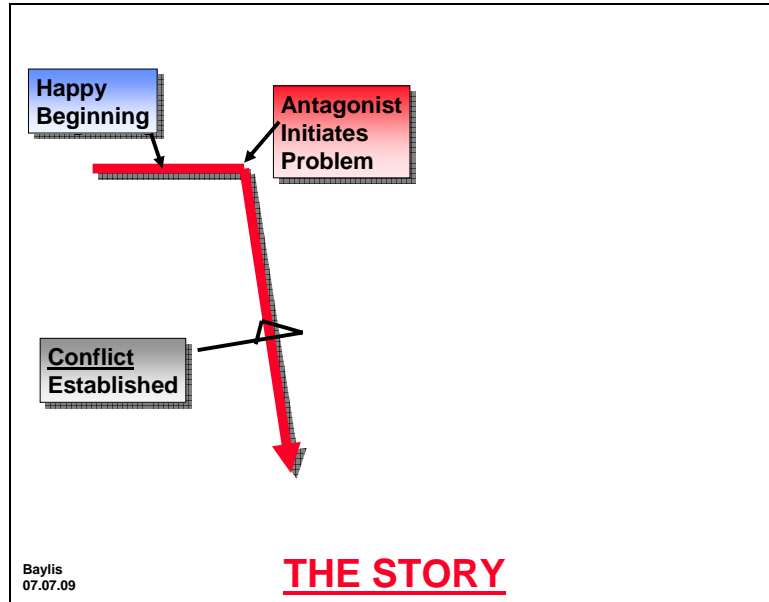 Happy
Beginning
Antagonist
Initiates
Problem
Conflict
Established
Baylis
07.07.09
THE STORY